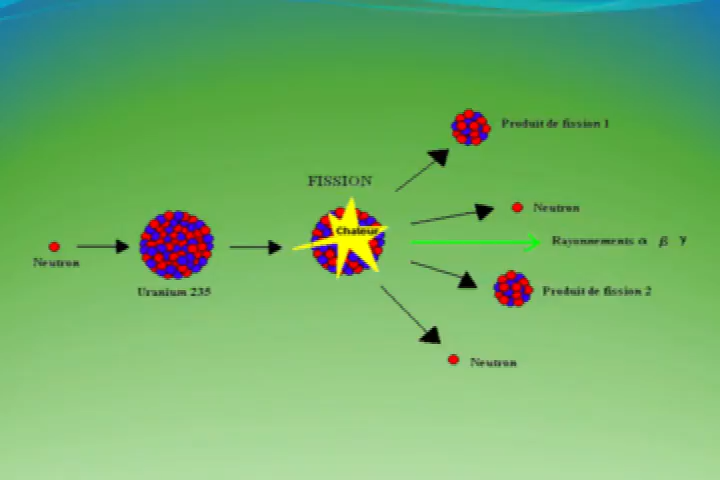 Produit de fission 1
FISSION
Neutron
Chaleur
Rayonnements α β γ
Neutron
Uranium 235
Produit de fission 2
Neutron